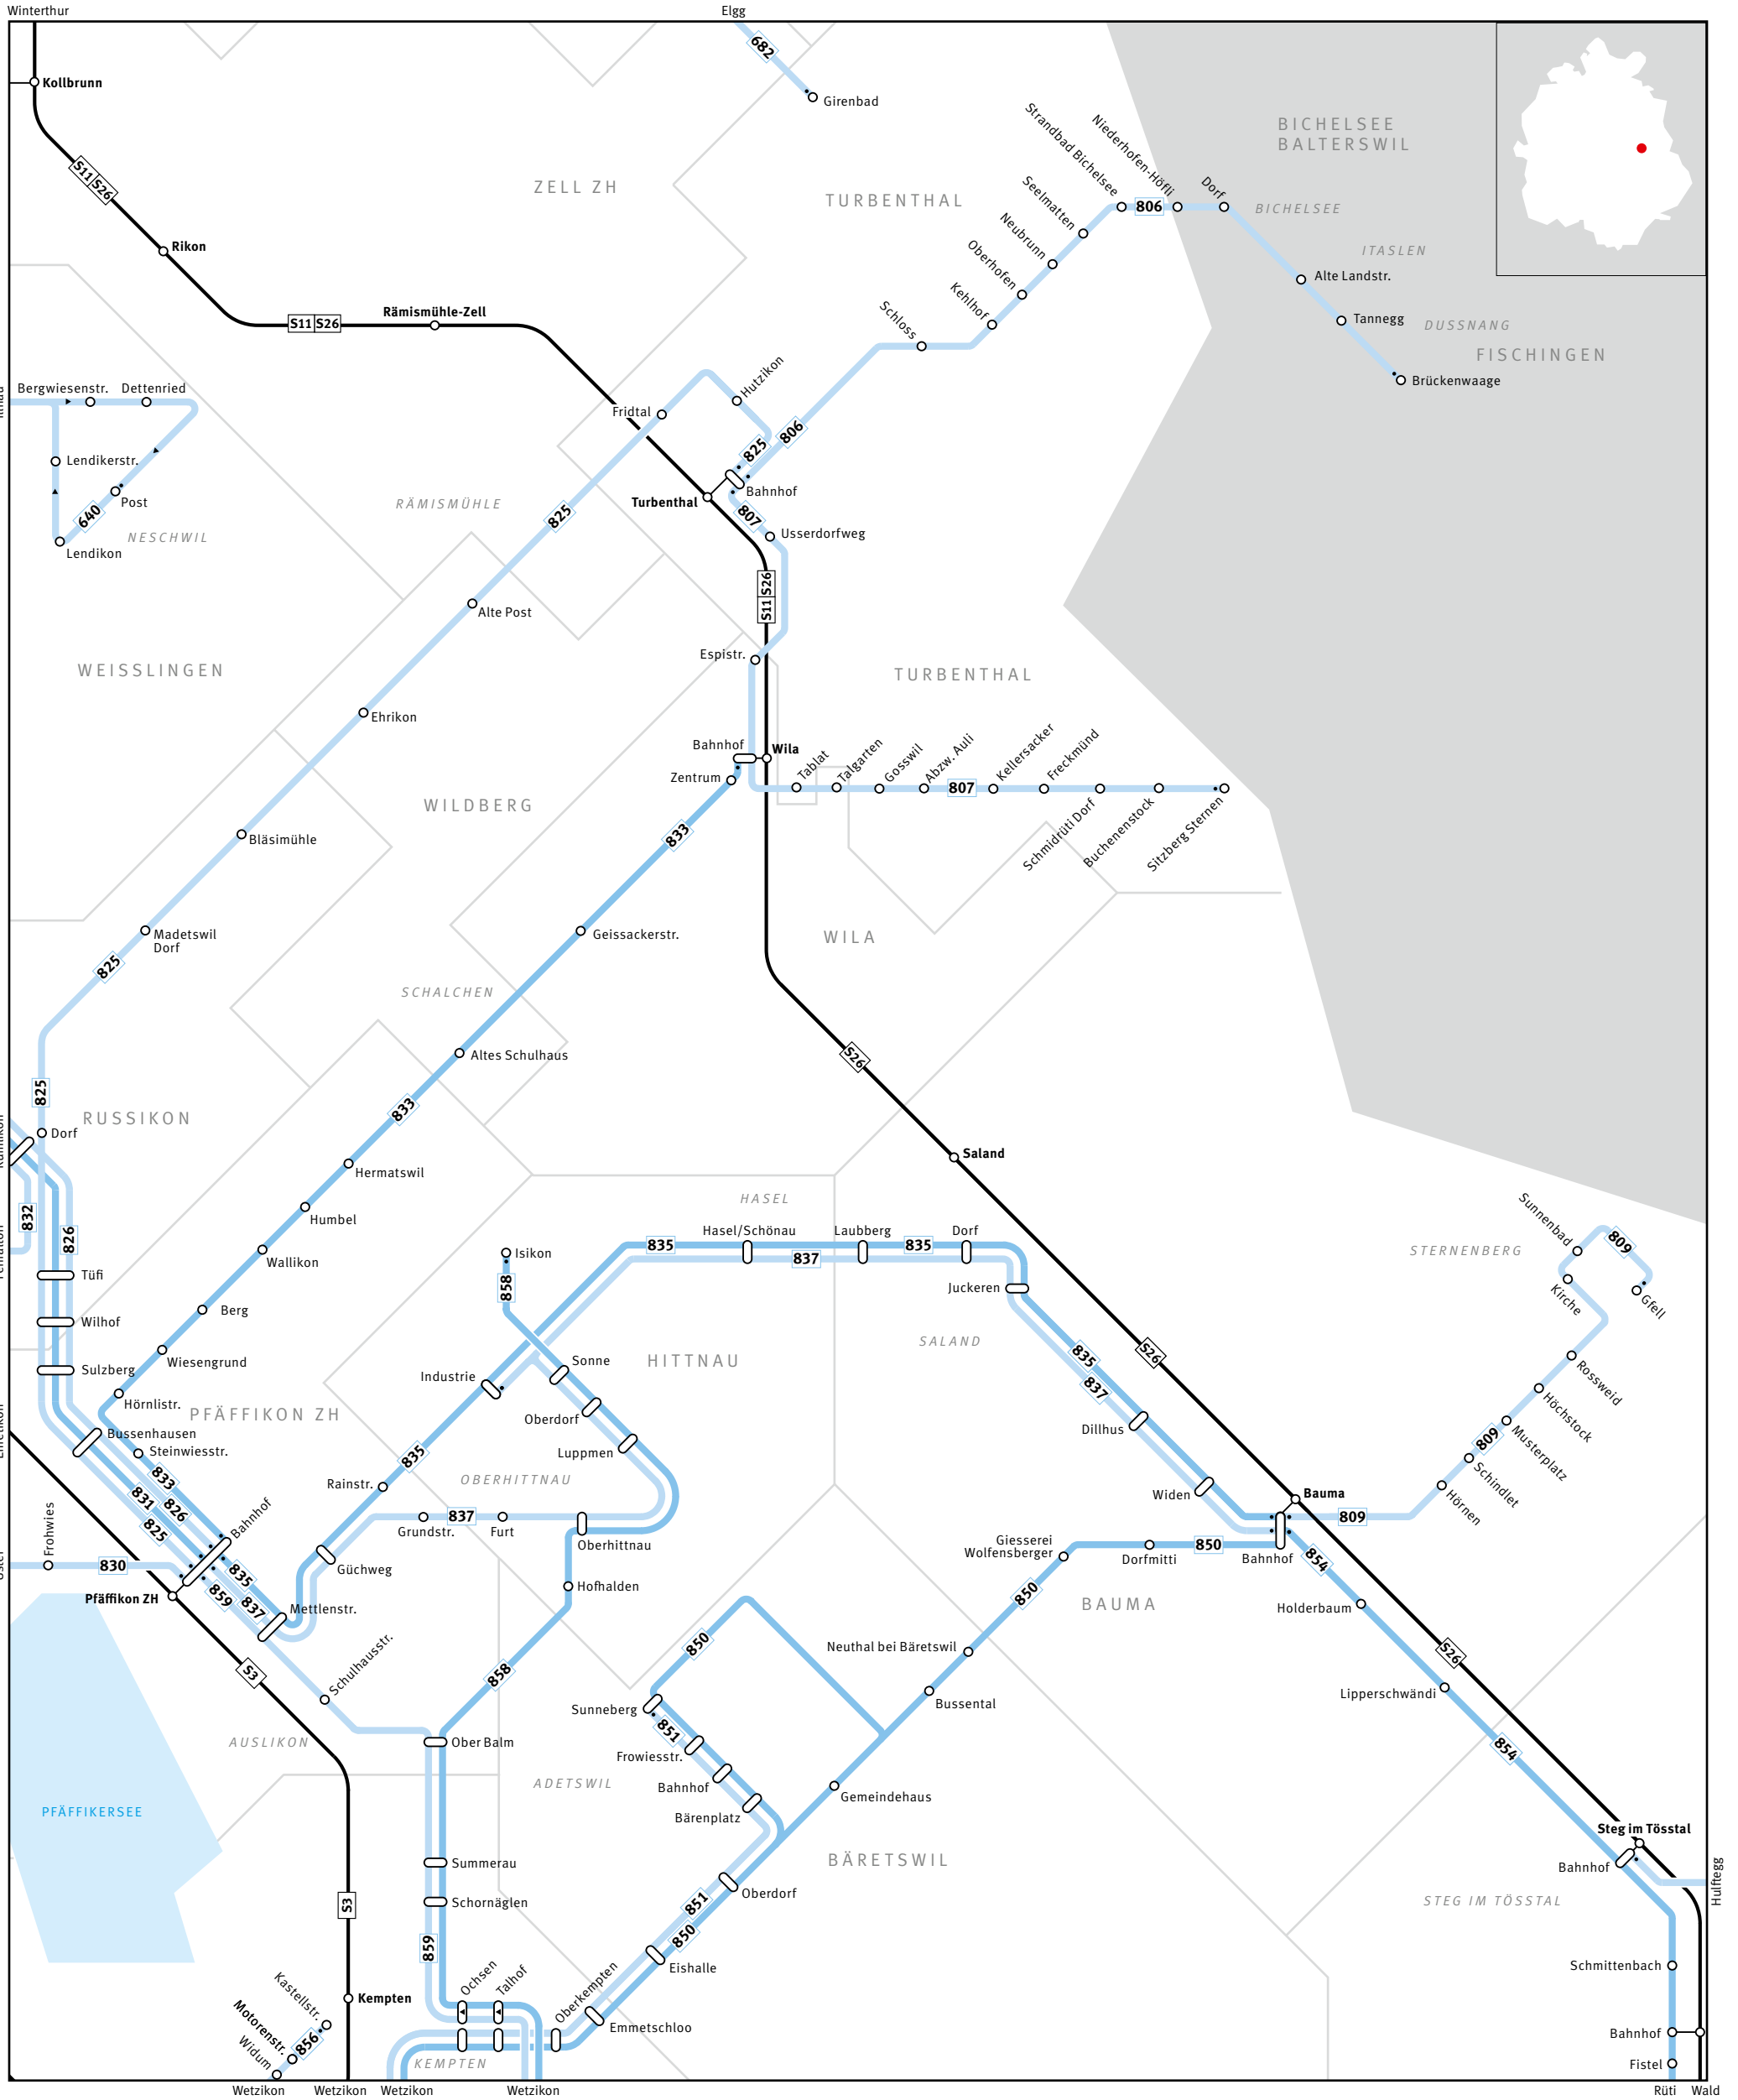 Winterthur
Elgg
682
Girenbad
Kollbrunn
S11 S26
Rikon
ZELL ZH
TURBENTHAL
BICHELSEE
BALTERSWIL
Strandbad Bichelsee
Niederhofen-Höfli
Dorf
806
BICHELSEE
Seelmatten
Neubrunn
Oberhofen
Kehlhof
Schloss
ITASLEN
Alte Landstr.
Tannegg
DUSSNANG
FISCHINGEN
Brückenwaage
S11 S26
Rämismühle-Zell
Bergwiesenstr.
Dettenried
Lendikerstr.
Post
640
NESCHWIL
Lendikon
Fridtal
Hutzikon
825
806
RÄMISMÜHLE
825
Turbenthal
Bahnhof
807
Usserdorfweg
S11 S26
Alte Post
Espistr.
WEISSLINGEN
TURBENTHAL
Ehrikon
Bahnhof
Wila
Zentrum
Tablat
Talgarten
Gosswil
Abzw. Auli
807
Kellersacker
Freckmünd
Schmidrüti Dorf
Buchenenstock
Sitzberg Sternen
WILDBERG
Bläsimühle
833
Madetswil
Dorf
825
Geissackerstr.
WILA
SCHALCHEN
Altes Schulhaus
S26
825
RUSSIKON
833
Dorf
Saland
Hermatswil
HASEL
832
826
Humbel
Wallikon
Isikon
858
835
Hasel/Schönau
837
Laubberg
835
Dorf
Juckeren
Sunnenbad
809
STERNENBERG
Kirche
Gfell
Tüfi
Wilhof
Berg
Wiesengrund
Sulzberg
Hörnlistr.
PFÄFFIKON ZH
Industrie
Sonne
HITTNAU
SALAND
835
837
S26
Rossweid
Höchstock
Musterplatz
809
Schindlet
Hörnen
Bussenhausen
Steinwiesstr.
Oberdorf
Luppmen
Dillhus
833
826
831
825
835
OBERHITTNAU
Rainstr.
Widen
Bauma
809
Frohwies
Bahnhof
Grundstr.
837
Furt
Oberhittnau
Giesserei
Wolfensberger
Dorfmitti
850
Bahnhof
830
Güchweg
Hofhalden
854
835
837
859
Pfäffikon ZH
Mettlenstr.
850
BAUMA
Holderbaum
S3
Schulhausstr.
858
850
Neuthal bei Bäretswil
S26
Bussental
Lipperschwändi
Sunneberg
851
AUSLIKON
Ober Balm
Frowiesstr.
854
Bahnhof
ADETSWIL
Gemeindehaus
Bärenplatz
PFÄFFIKERSEE
Steg im Tösstal
Summerau
BÄRETSWIL
Bahnhof
Hulftegg
Oberdorf
S3
Schornäglen
851
850
STEG IM TÖSSTAL
859
Eishalle
Schmittenbach
Ochsen
Talhof
Oberkempten
Kempten
Emmetschloo
Kastellstr.
856
Motorenstr.
Widum
KEMPTEN
Bahnhof
Fistel
Wetzikon
Wetzikon
Wetzikon
Wetzikon
Rüti
Wald